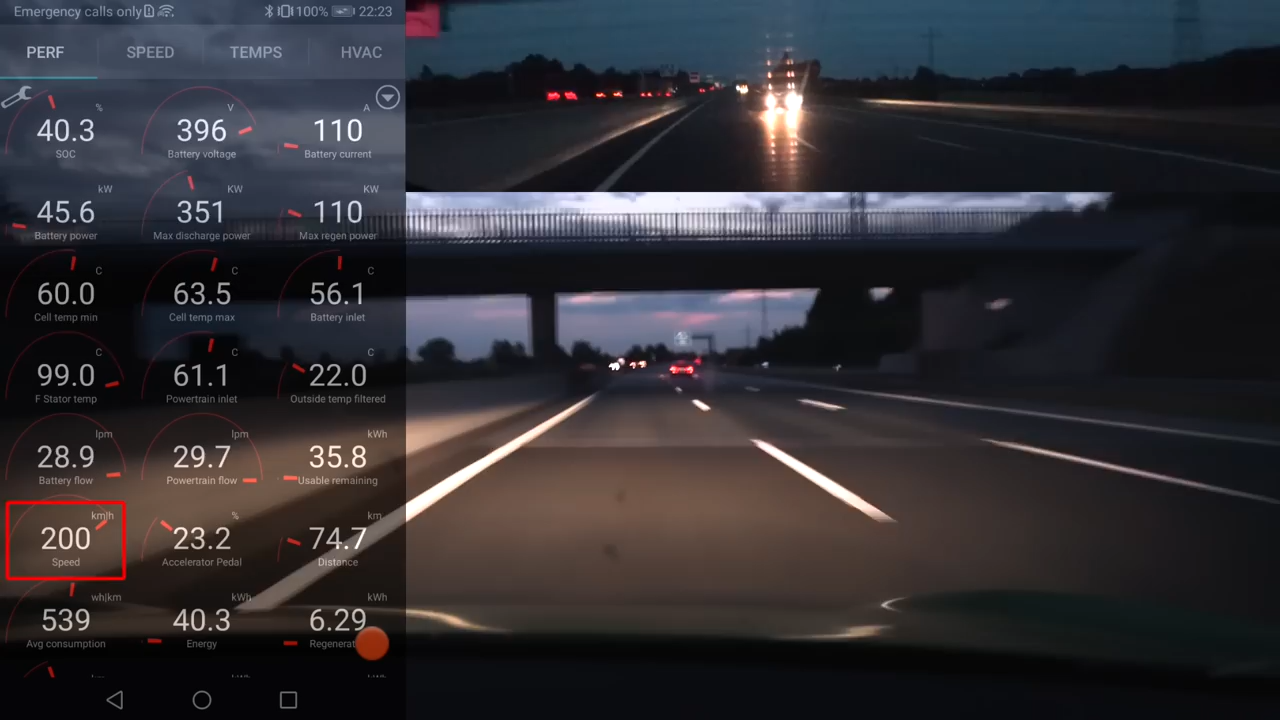 Emergency calls only
100%
22:23
PERF SPEED TEMPS HVAC
% V A
40.3 396 110
SOC Battery voltage Battery current
kW KW KW
45.6 351 110
Battery power Max discharge power Max regen power
C C C
60.0 63.5 56.1
Cell temp min Cell temp max Battery inlet
C C C
99.0 61.1 22.0
F Stator temp Powertrain inlet Outside temp filtered
lpm lpm kWh
28.9 29.7 35.8
Battery flow Powertrain flow Usable remaining
km|h % km
200 23.2 74.7
Speed Accelerator Pedal Distance
wh|km kWh kWh
539 40.3 6.29
Avg consumption Energy